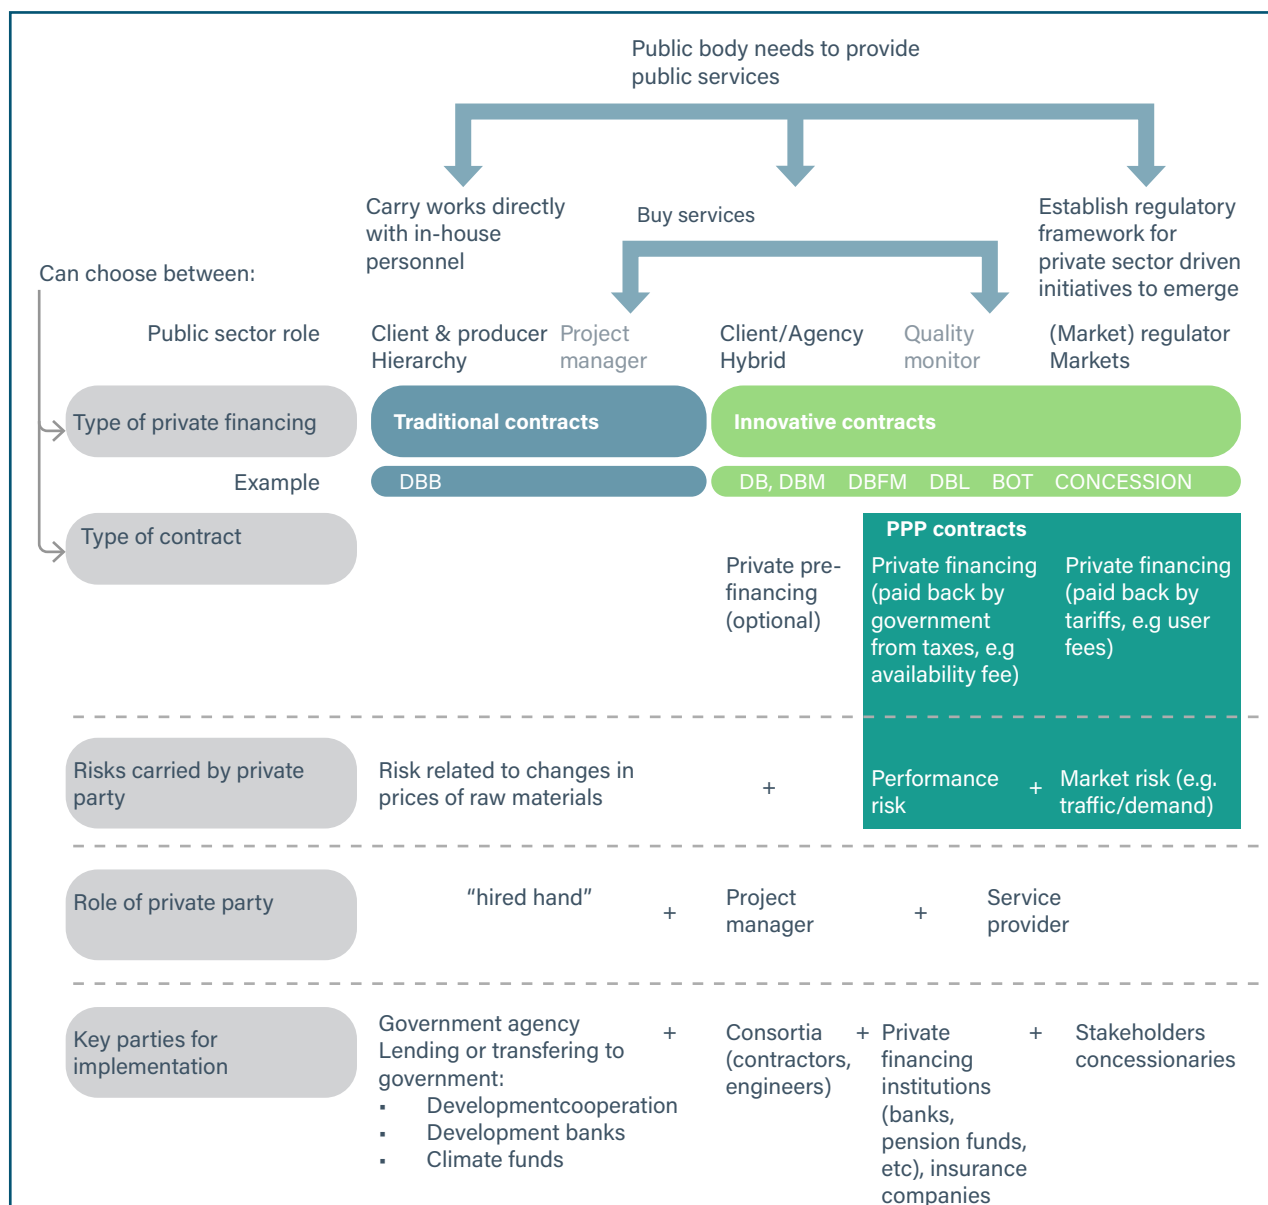 Public body needs to provide
public services
Carry works directly
with in-house
personnel
Buy services
Establish regulatory
framework for
private sector driven
initiatives to emerge
Can choose between:
Public sector role
Client & producer
Hierarchy
Project
manager
Client/Agency
Hybrid
Quality
monitor
(Market) regulator
Markets
Type of private financing
Traditional contracts
Innovative contracts
Example
DBB
DB, DBM DBFM DBL BOT CONCESSION
Type of contract
PPP contracts
Private pre-
financing
(optional)
Private financing
(paid back by
government
from taxes, e.g
availability fee)
Private financing
(paid back by
tariffs, e.g user
fees)
Risks carried by private
party
Risk related to changes in
prices of raw materials
+
Performance
risk
+
Market risk (e.g.
traffic/demand)
Role of private party
“hired hand”
+
Project
manager
+
Service
provider
Key parties for
implementation
Government agency
Lending or transfering to
government:
▪ Developmentcooperation
▪ Development banks
▪ Climate funds
+
Consortia
(contractors,
engineers)
+
Private
financing
institutions
(banks,
pension funds,
etc), insurance
companies
+
Stakeholders
concessionaries